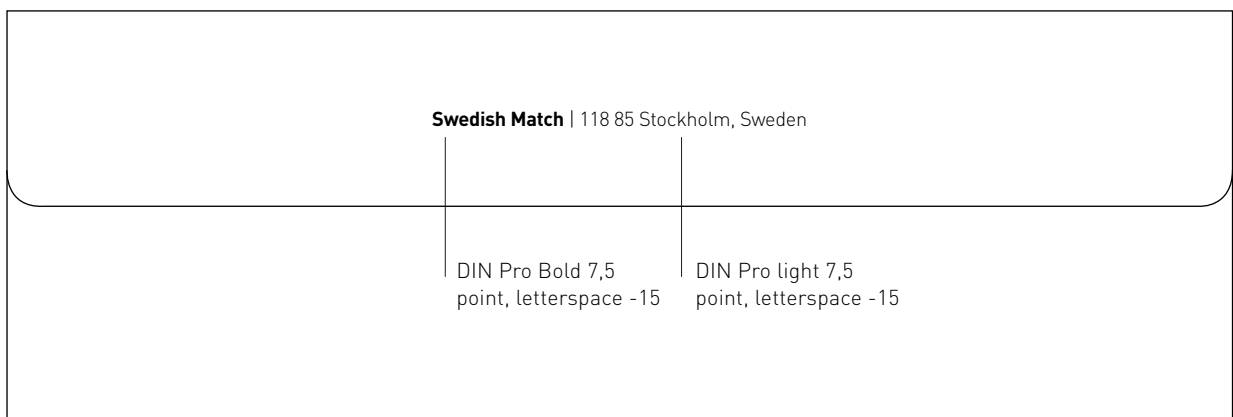 Swedish Match | 118 85 Stockholm, Sweden
DIN Pro Bold 7,5
point, letterspace -15
DIN Pro light 7,5
point, letterspace -15